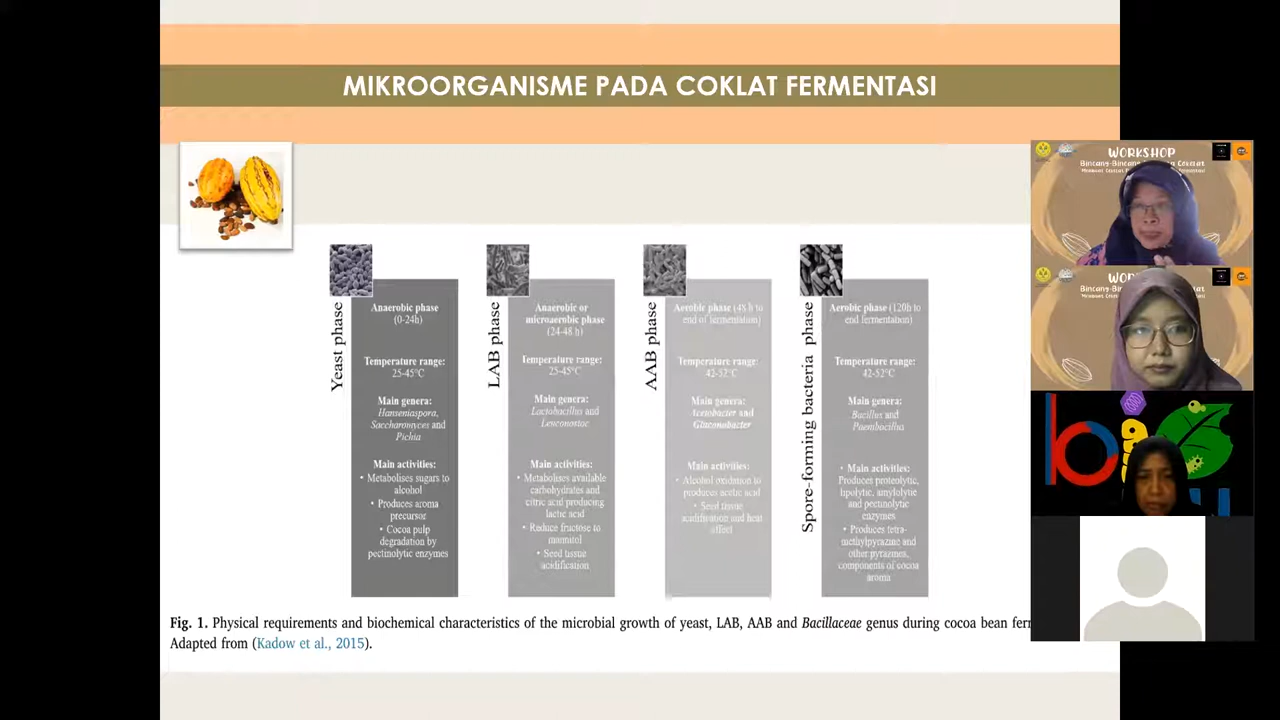 MIKROORGANISME PADA COKLAT FERMENTASI
Yeast phase
Anaerobic phase
(0-24h)
Temperature range:
25-45°C
Main genera:
Hanseniaspora,
Saccharomyces and
Pichia
Main activities:
• Metabolises sugars to
alcohol
• Produces aroma
precursor
• Cocoa pulp
degradation by
pectinolytic enzymes
LAB phase
Anaerobic or
microaerobic phase
(24-48 h)
Temperature range:
25-45°C
Main genera:
Lactobacillus and
Leuconostoc
Main activities:
• Metabolises available
carbohydrates and
citric acid producing
lactic acid
• Reduce fructose to
mannitol
• Seed tissue
acidification
AAB phase
Aerobic phase (48 h to
end of fermentation)
Temperature range:
42-52°C
Main genera:
Acetobacter and
Gluconobacter
Main activities:
• Alcohol oxidation to
produces acetic acid
• Seed tissue
acidification and heat
effect
Spore-forming bacteria phase
Aerobic phase (120h to
end fermentation)
Temperature range:
42-52°C
Main genera:
Bacillus and
Paenibacillus
• Main activities:
Produces proteolytic,
lipolytic, amylolytic
and pectinolytic
enzymes
• Produces tetra-
methylpyrazine and
other pyrazines,
components of cocoa
aroma
Fig. 1. Physical requirements and biochemical characteristics of the microbial growth of yeast, LAB, AAB and Bacillaceae genus during cocoa bean
Adapted from (Kadow et al., 2015).
WORKSHOP